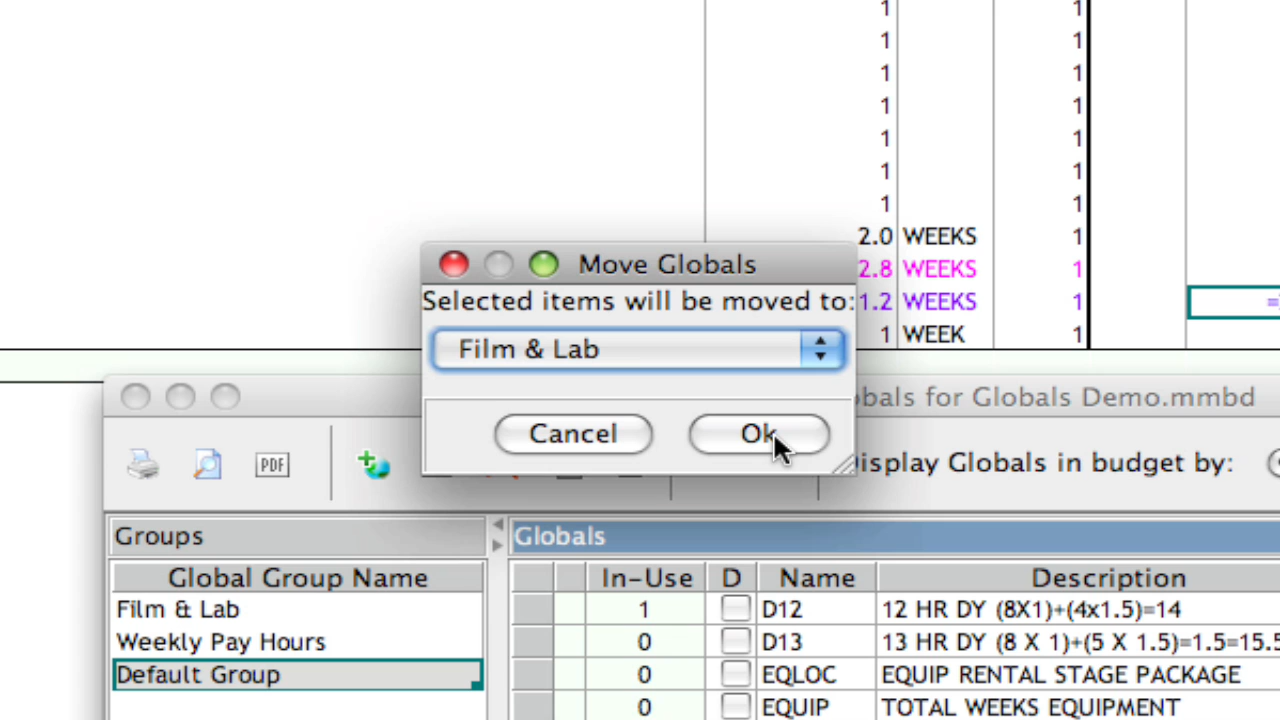 1 1
1 1
1 1
1 1
1 1
1 1
1 1
2.0 WEEKS 1
2.8 WEEKS 1
1.2 WEEKS 1 =
1 WEEK 1
Move Globals
Selected items will be moved to:
Film & Lab
Cancel Ok
bals for Globals Demo.mmbd
PDF
isplay Globals in budget by:
Groups
Global Group Name
Film & Lab
Weekly Pay Hours
Default Group
Globals
In-Use D Name Description
1 D12 12 HR DY (8X1)+(4x1.5)=14
0 D13 13 HR DY (8 X 1)+(5 X 1.5)=1.5=15.5
0 EQLOC EQUIP RENTAL STAGE PACKAGE
0 EQUIP TOTAL WEEKS EQUIPMENT